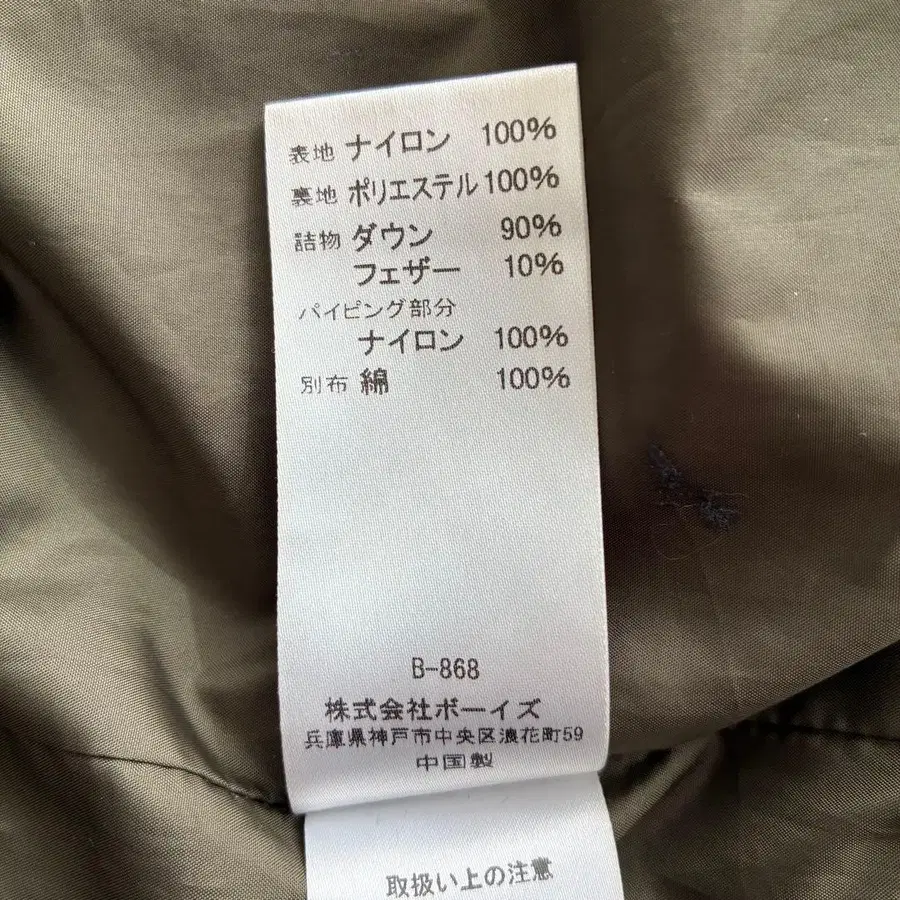 表地 ナイロン 100%
裏地 ポリエステル 100%
詰物 ダウン 90%
フェザー 10%
パイピング部分
ナイロン 100%
別布 綿 100%
B-868
株式会社ボーイズ
兵庫県神戸市中央区浪花町59
中国製
取扱い上の注意